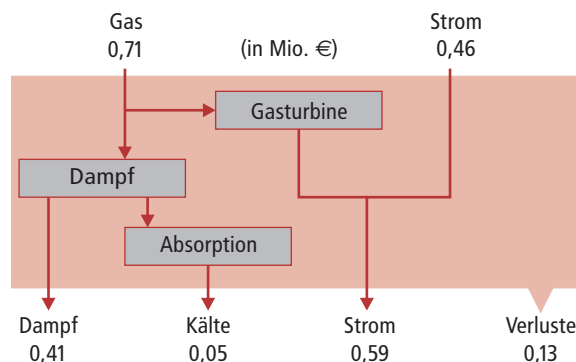 Gas
Strom
0,71
(in Mio. €)
0,46
Gasturbine
Dampf
Absorption
Dampf
Kälte
Strom
Verluste
0,41
0,05
0,59
0,13